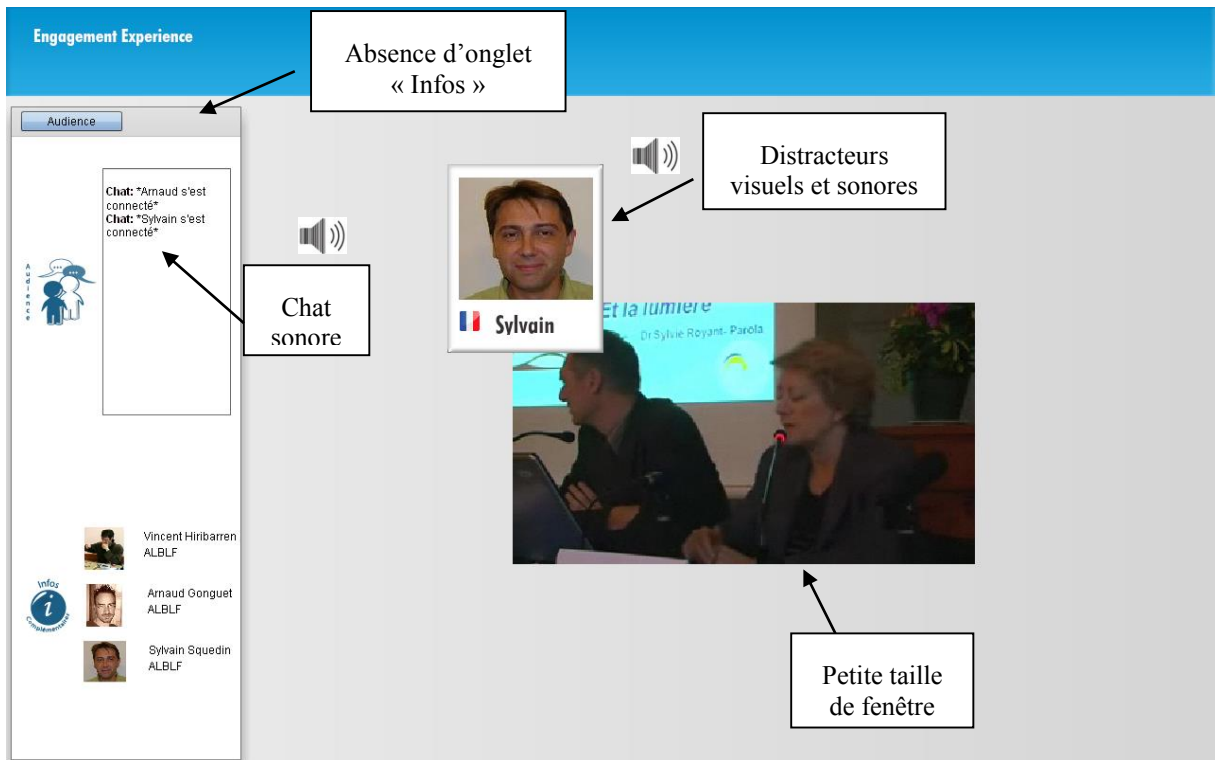 Engagement Experience
Absence d'onglet
« Infos »
Audience
Distracteurs
visuels et sonores
Chat: *Arnaud s'est
connecté*
Chat: *Sylvain s'est
connecté*
Audience
Chat
sonore
Sylvain
Et la lumière
Dr Sylvie Royant-Parola
Vincent Hiribarren
ALBLF
Infos
i
Complémentaires
Arnaud Gonguet
ALBLF
Sylvain Squedin
ALBLF
Petite taille
de fenêtre